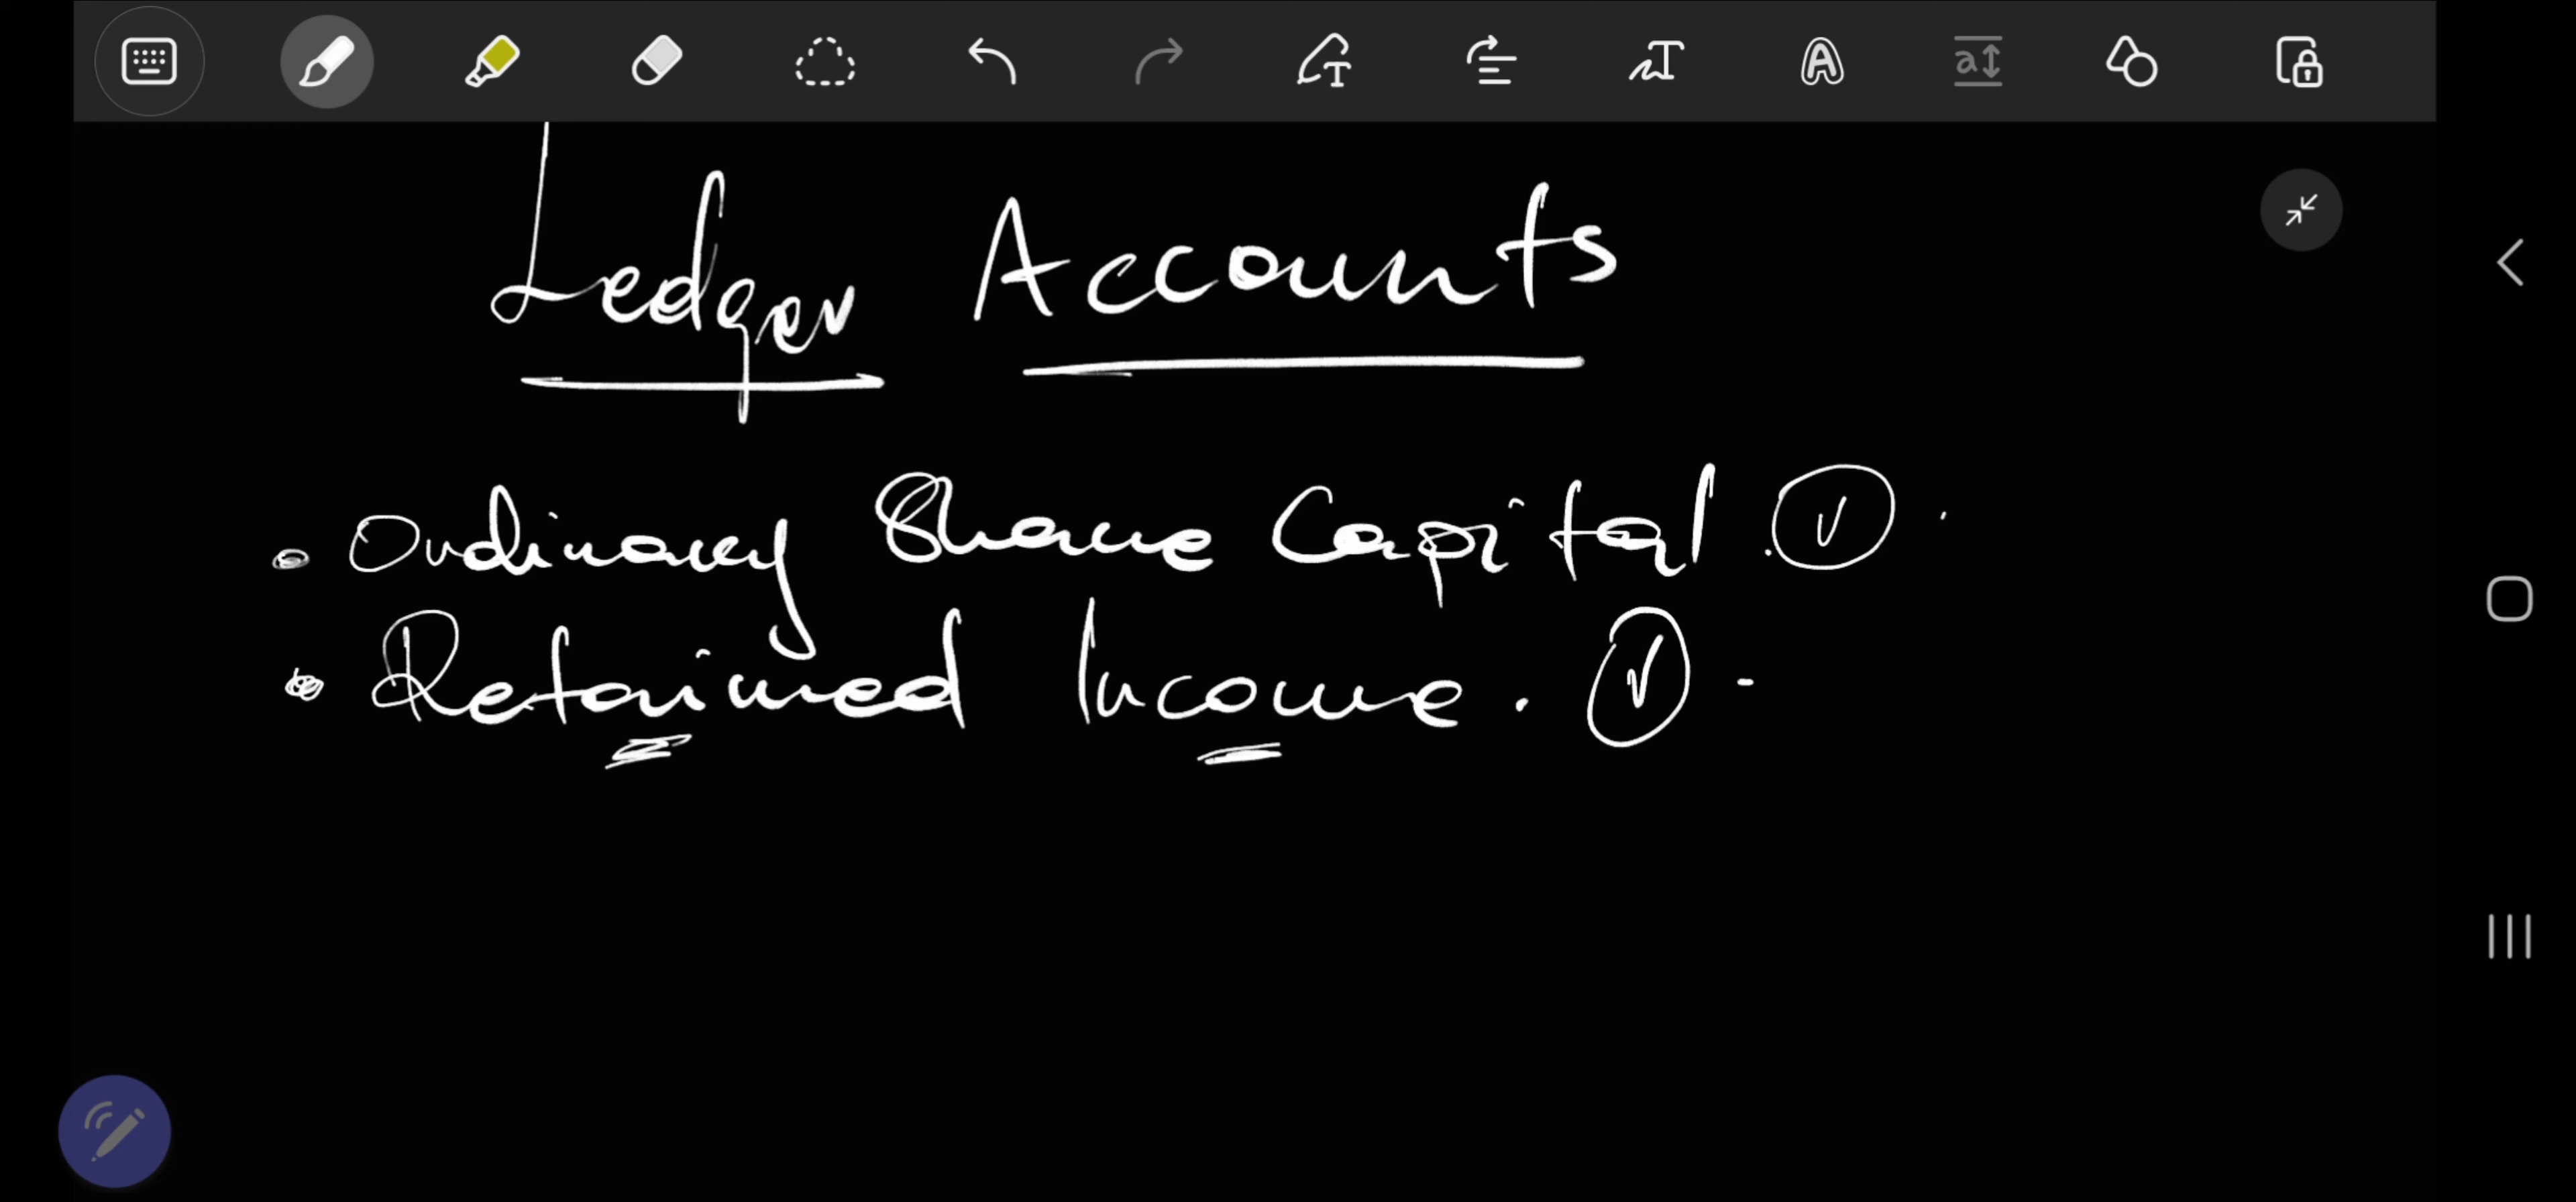 Ledger Accounts
• Ordinary Share Capital. ✓
• Retained Income. ✓